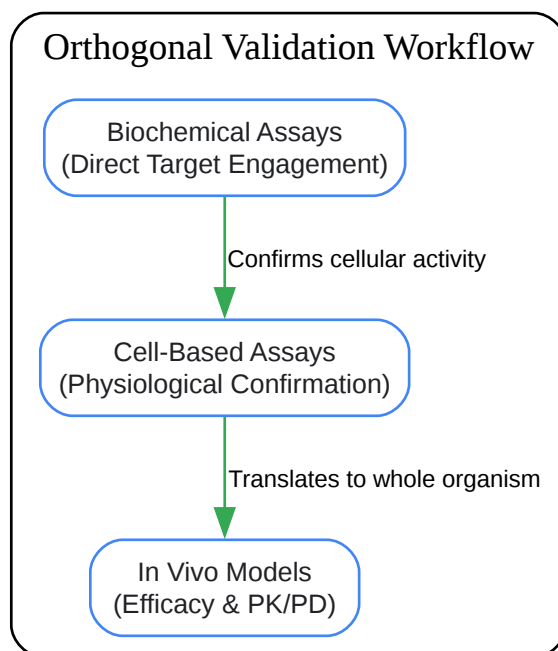 Orthogonal Validation Workflow
Biochemical Assays
(Direct Target Engagement)
Confirms cellular activity
Cell-Based Assays
(Physiological Confirmation)
Translates to whole organism
In Vivo Models
(Efficacy & PK/PD)